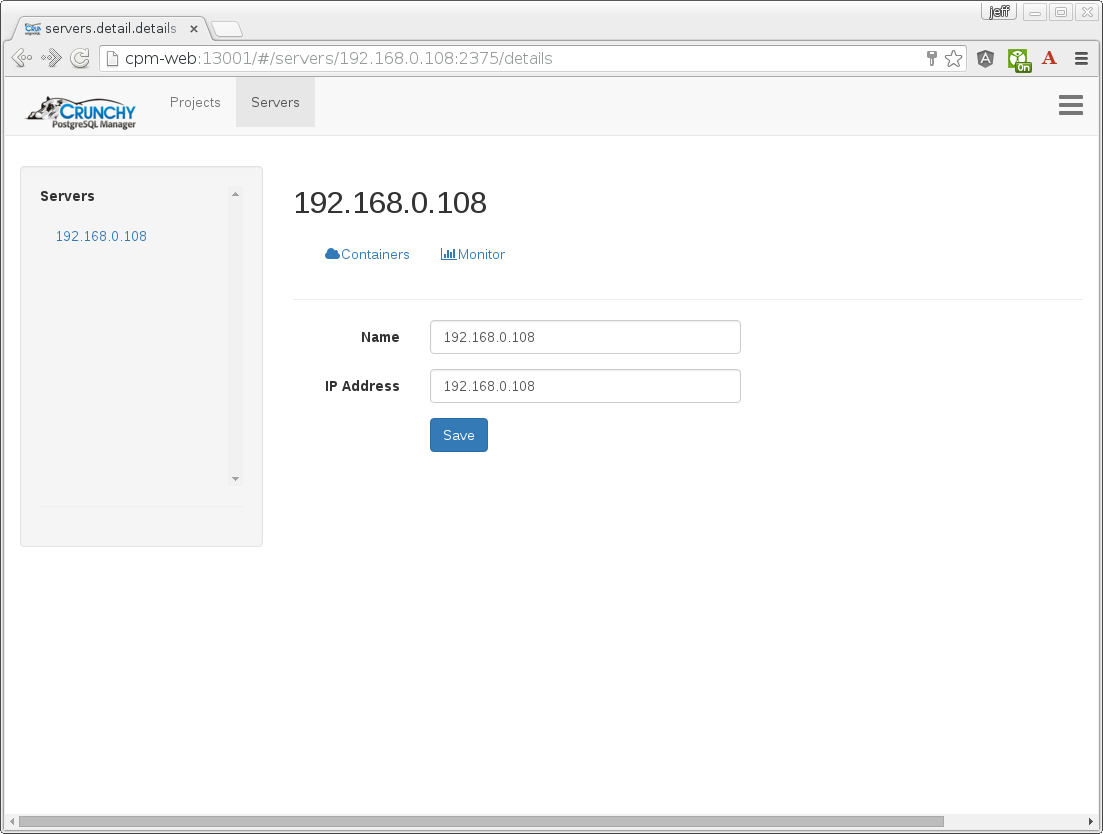 jeff
servers.detail.details
cpm-web:13001/#/servers/192.168.0.108:2375/details
On
A
A
CRUNCHY
PostgreSQL Manager
Projects
Servers
Servers
192.168.0.108
192.168.0.108
Containers
Monitor
Name
192.168.0.108
IP Address
192.168.0.108
Save